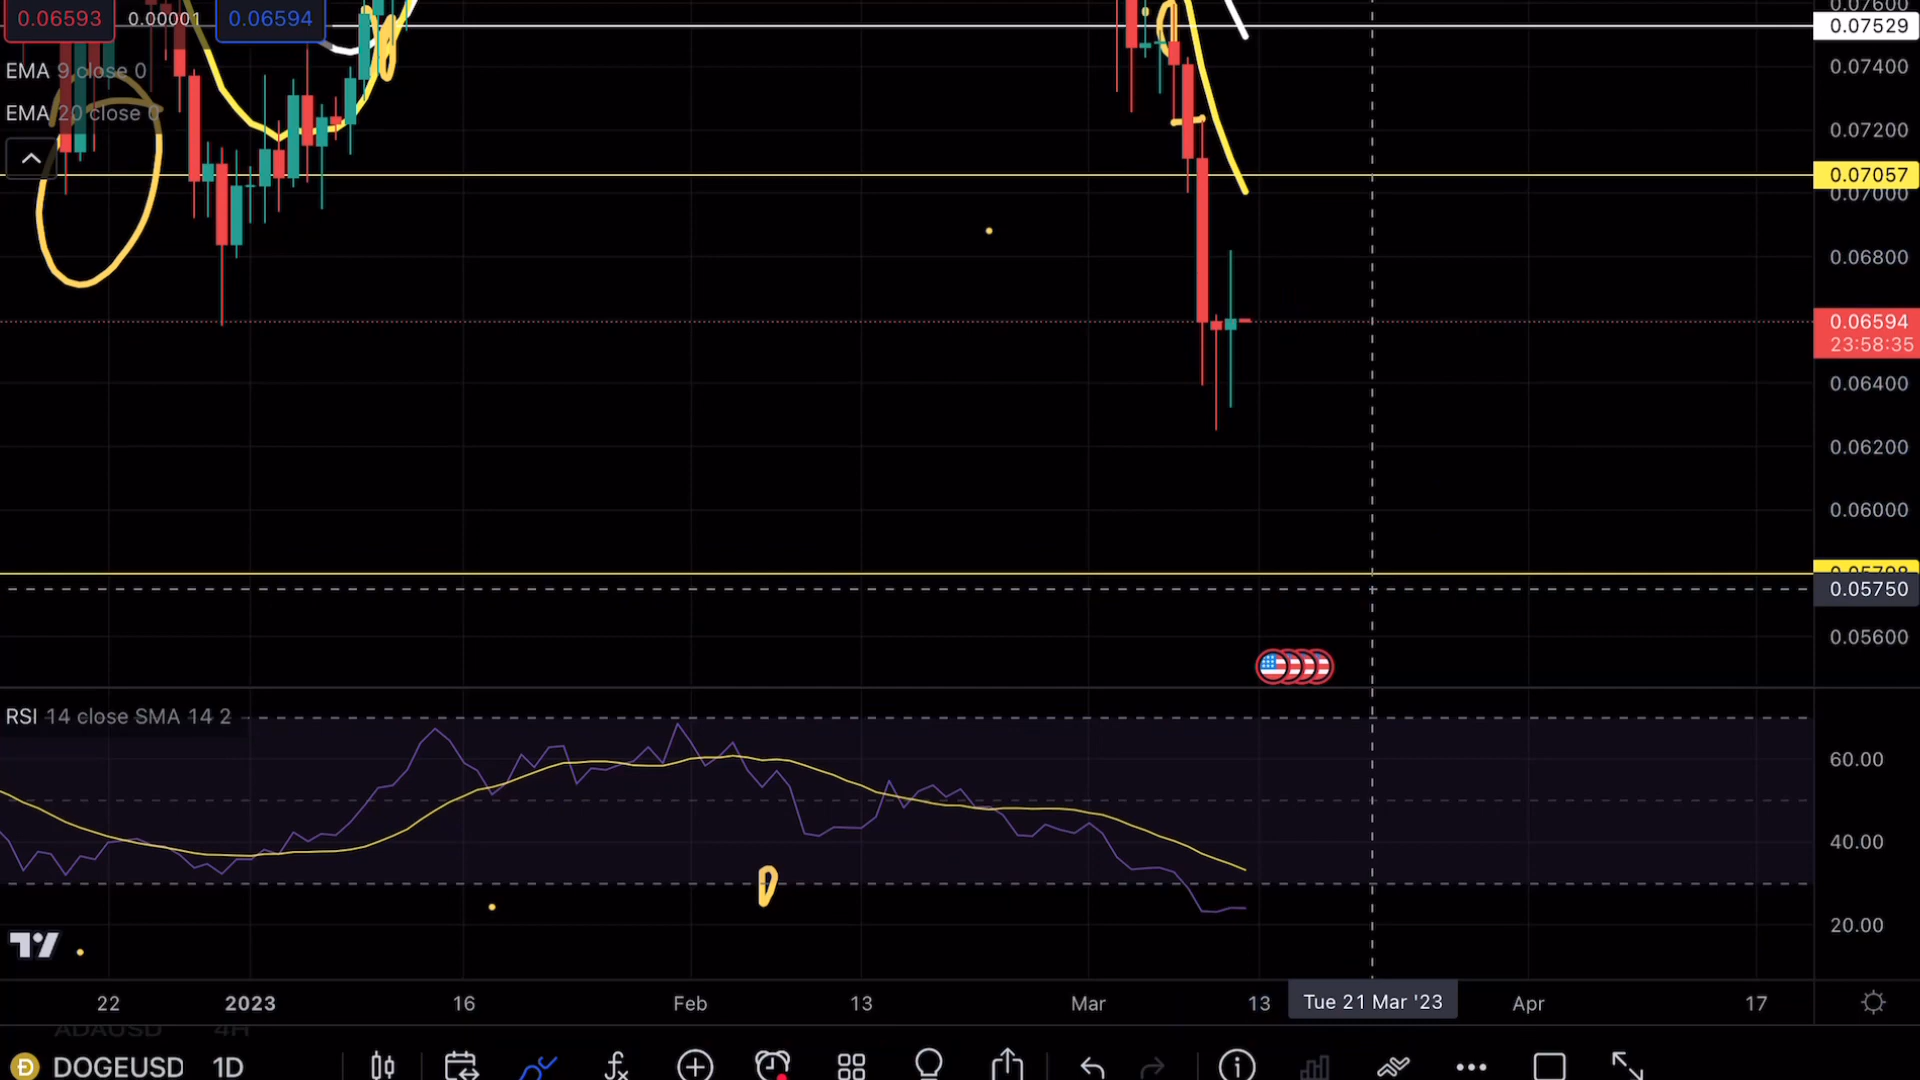 0.06593 0.00001 0.06594
EMA 9 close 0
EMA 20 close 0
0.07600
0.07529
0.07400
0.07200
0.07057
0.07000
0.06800
0.06594
23:58:35
0.06400
0.06200
0.06000
0.05798
0.05750
0.05600
RSI 14 close SMA 14 2
60.00
40.00
20.00
22 2023 16 Feb 13 Mar 13 Tue 21 Mar '23 Apr 17
ADAUSD 4H
DOGEUSD 1D